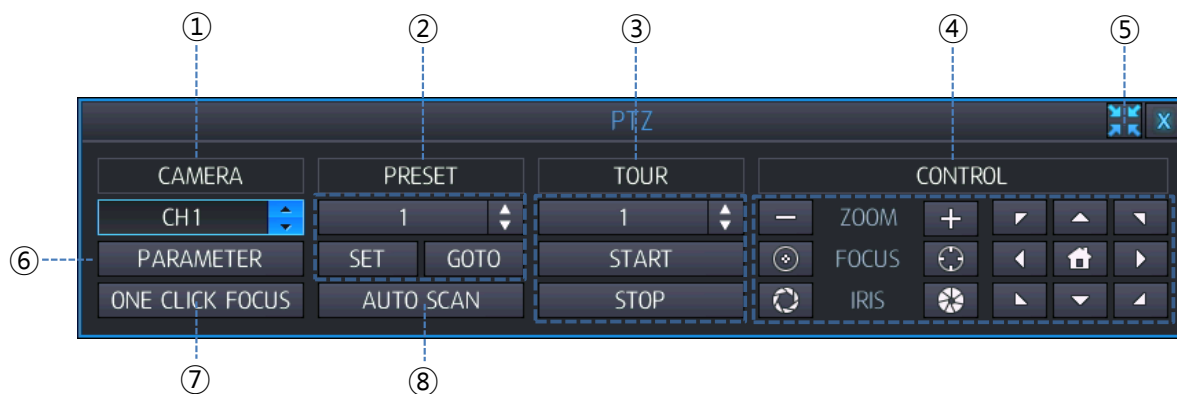 ① ② ③ ④ ⑤
PTZ X
CAMERA PRESET TOUR CONTROL
CH1 1 1 ZOOM
⑥ PARAMETER SET GOTO START FOCUS
ONE CLICK FOCUS AUTO SCAN STOP IRIS
⑦ ⑧